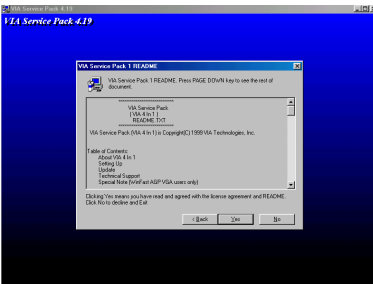 VIA Service Pack 4.19
VIA Service Pack 4.19
VIA Service Pack 1 README
VIA Service Pack 1 README. Press PAGE DOWN key to see the rest of
document.
========================
VIA Service Pack
( VIA 4 In 1 )
README.TXT
========================
VIA Service Pack (VIA 4 In 1) is Copyright(C) 1998 VIA Technologies, Inc.
Table of Contents:
About VIA 4 In 1
Setting Up
Update
Technical Support
Special Note (WinFast AGP VGA users only)
Clicking Yes means you have read and agreed with the license agreement and README.
Click No to decline and Exit
< Back
Yes
No